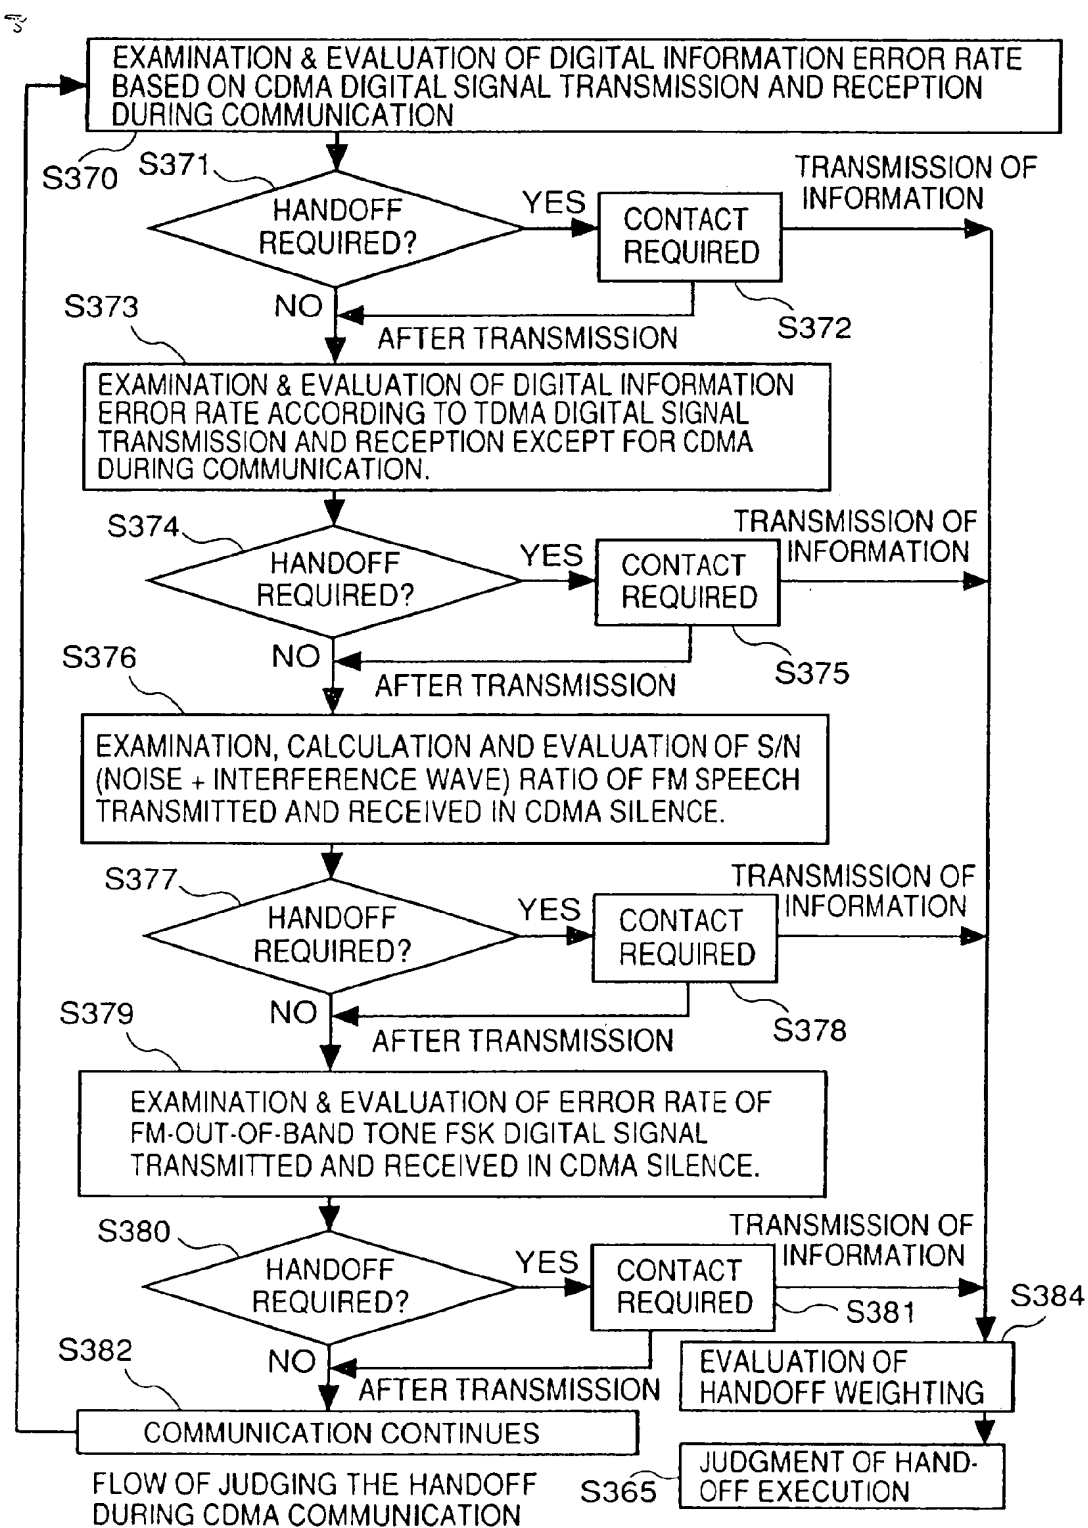 EXAMINATION & EVALUATION OF DIGITAL INFORMATION ERROR RATE
BASED ON CDMA DIGITAL SIGNAL TRANSMISSION AND RECEPTION
DURING COMMUNICATION
S370
S371
HANDOFF
REQUIRED?
YES
CONTACT
REQUIRED
TRANSMISSION OF
INFORMATION
S372
NO
AFTER TRANSMISSION
S373
EXAMINATION & EVALUATION OF DIGITAL INFORMATION
ERROR RATE ACCORDING TO TDMA DIGITAL SIGNAL
TRANSMISSION AND RECEPTION EXCEPT FOR CDMA
DURING COMMUNICATION.
S374
HANDOFF
REQUIRED?
YES
CONTACT
REQUIRED
TRANSMISSION OF
INFORMATION
S375
NO
AFTER TRANSMISSION
S376
EXAMINATION, CALCULATION AND EVALUATION OF S/N
(NOISE + INTERFERENCE WAVE) RATIO OF FM SPEECH
TRANSMITTED AND RECEIVED IN CDMA SILENCE.
S377
HANDOFF
REQUIRED?
YES
CONTACT
REQUIRED
TRANSMISSION OF
INFORMATION
S378
NO
AFTER TRANSMISSION
S379
EXAMINATION & EVALUATION OF ERROR RATE OF
FM-OUT-OF-BAND TONE FSK DIGITAL SIGNAL
TRANSMITTED AND RECEIVED IN CDMA SILENCE.
S380
HANDOFF
REQUIRED?
YES
CONTACT
REQUIRED
TRANSMISSION OF
INFORMATION
S381
NO
AFTER TRANSMISSION
S382
COMMUNICATION CONTINUES
S384
EVALUATION OF
HANDOFF WEIGHTING
S365
JUDGMENT OF HAND-
OFF EXECUTION
FLOW OF JUDGING THE HANDOFF
DURING CDMA COMMUNICATION